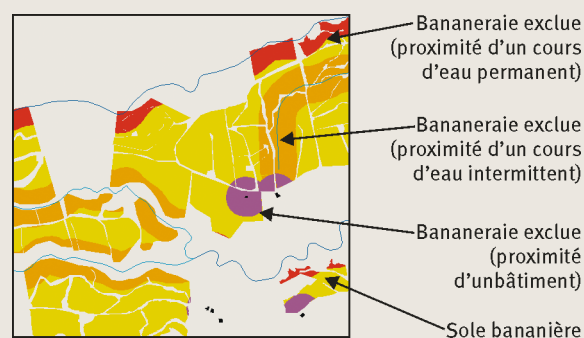 Bananeraie exclue
(proximité d’un cours
d’eau permanent)
Bananeraie exclue
(proximité d’un cours
d’eau intermittent)
Bananeraie exclue
(proximité
d’unbâtiment)
Sole bananière